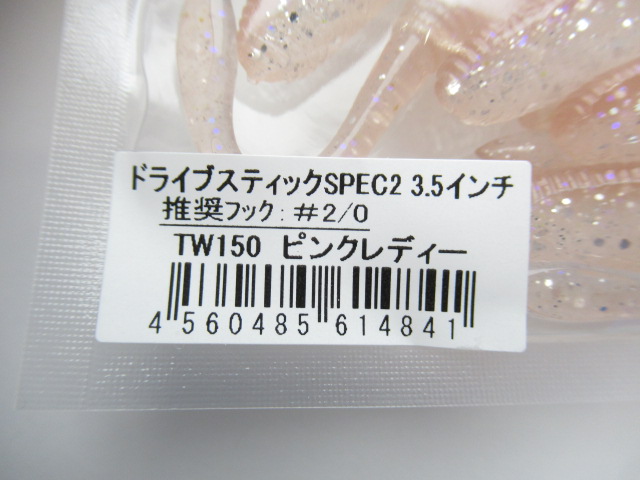 ドライブスティックSPEC2 3.5インチ
推奨フック：#2/0
TW150 ピンクレディー
4 560485 614841